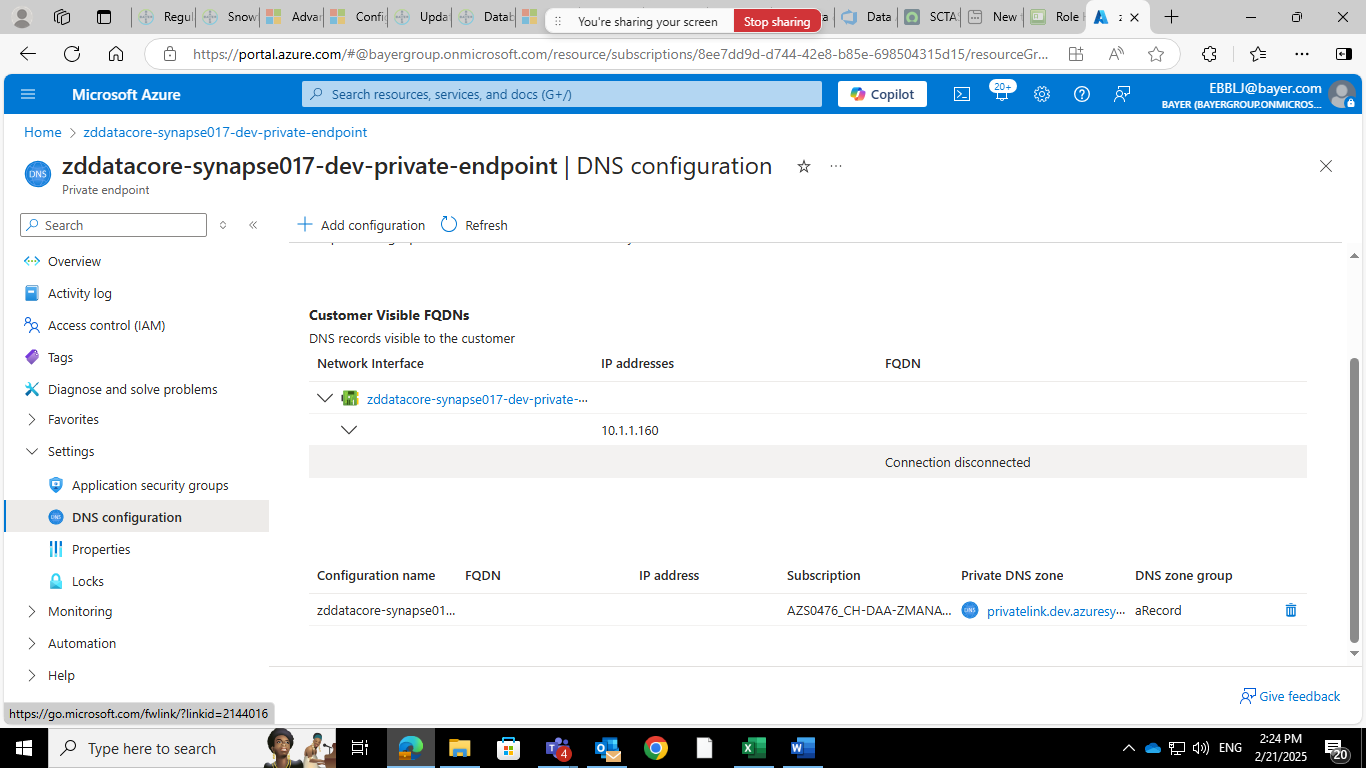 Regul
Snow
Advar
Config
Upda
Datab
You're sharing your screen
Stop sharing
Data
SCTAS
New
Role
https://portal.azure.com/#@bayergroup.onmicrosoft.com/resource/subscriptions/8ee7dd9d-d744-42e8-b85e-698504315d15/resourceGr...
Microsoft Azure
Search resources, services, and docs (G+/)
Copilot
20+
EBBLJ@bayer.com
BAYER (BAYERGROUP.ONMICROS...
Home > zddatacore-synapse017-dev-private-endpoint
DNS
zddatacore-synapse017-dev-private-endpoint | DNS configuration
Private endpoint
Search
Add configuration
Refresh
Overview
Activity log
Access control (IAM)
Tags
Diagnose and solve problems
Favorites
Settings
Application security groups
DNS configuration
Properties
Locks
Monitoring
Automation
Help
Customer Visible FQDNs
DNS records visible to the customer
Network Interface IP addresses FQDN
zddatacore-synapse017-dev-private-...
10.1.1.160
Connection disconnected
Configuration name FQDN IP address Subscription Private DNS zone DNS zone group
zddatacore-synapse01... AZS0476_CH-DAA-ZMANA... privatelink.dev.azuresy... aRecord
Give feedback
https://go.microsoft.com/fwlink/?linkid=2144016
Type here to search
4
ENG
2:24 PM
2/21/2025
20